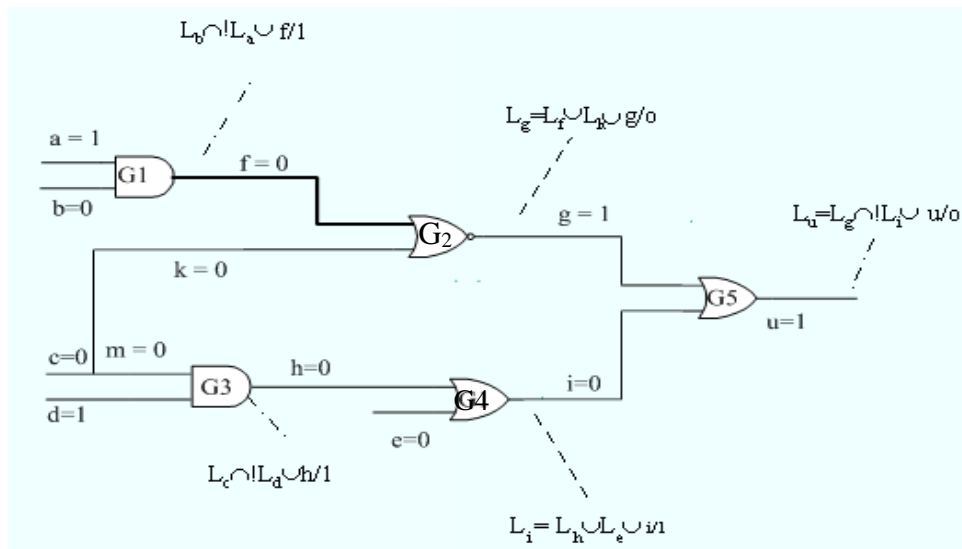 L_b∩!L_a∪ f/1
L_g=L_f∪L_k∪ g/o
a = 1
G1
f = 0
b=0
G2
g = 1
L_u=L_g∩!L_i∪ u/o
k = 0
G5
u=1
c=0
m = 0
h=0
G3
G4
i=0
d=1
e=0
L_c∩!L_d∪h/1
L_i= L_h∪L_e∪ i/1